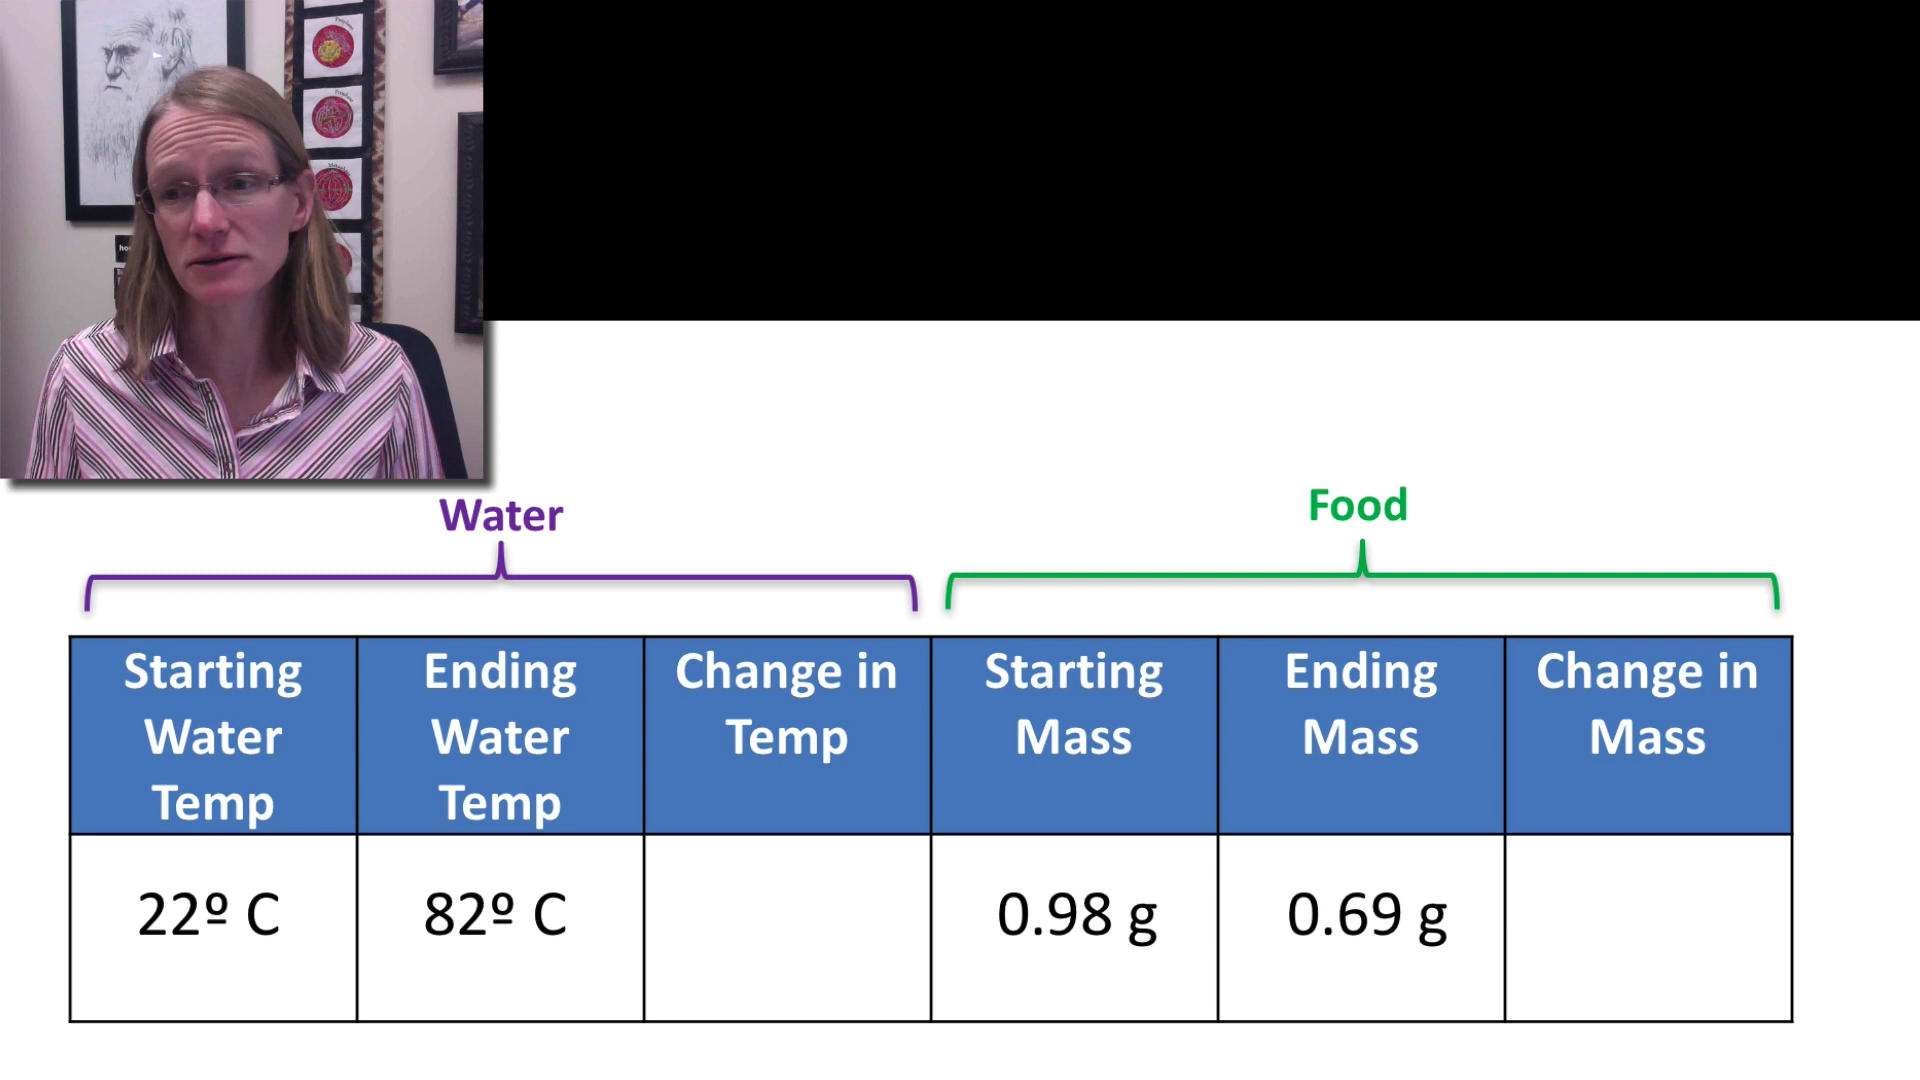 Water
Food
Starting Water Temp
Ending Water Temp
Change in Temp
Starting Mass
Ending Mass
Change in Mass
22º C
82º C
0.98 g
0.69 g